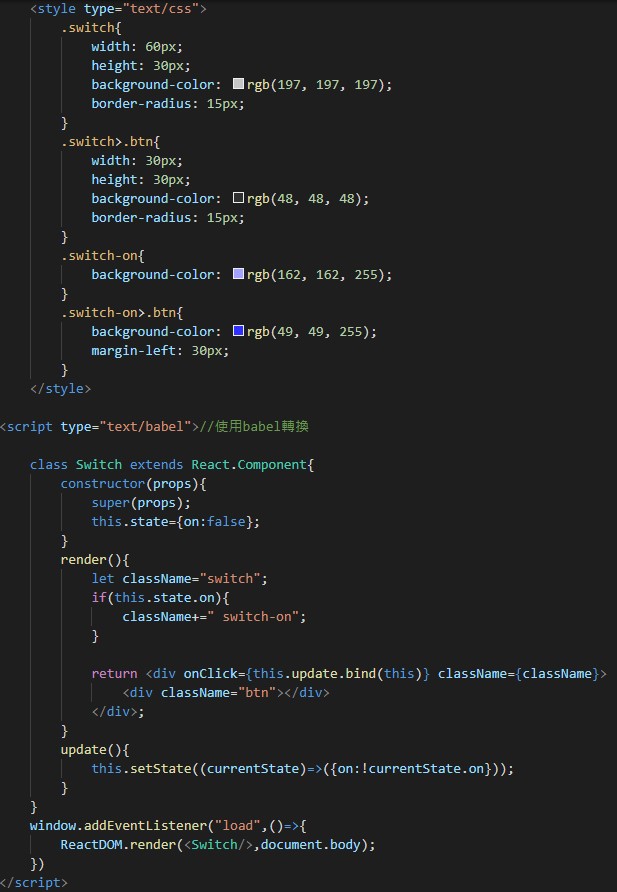 <style type="text/css">
    .switch{
        width: 60px;
        height: 30px;
        background-color: rgb(197, 197, 197);
        border-radius: 15px;
    }
    .switch>.btn{
        width: 30px;
        height: 30px;
        background-color: rgb(48, 48, 48);
        border-radius: 15px;
    }
    .switch-on{
        background-color: rgb(162, 162, 255);
    }
    .switch-on>.btn{
        background-color: rgb(49, 49, 255);
        margin-left: 30px;
    }
</style>
<script type="text/babel">//使用babel轉換
    class Switch extends React.Component{
        constructor(props){
            super(props);
            this.state={on:false};
        }
        render(){
            let className="switch";
            if(this.state.on){
                className+=" switch-on";
            }
            return <div onClick={this.update.bind(this)} className={className}>
                <div className="btn"></div>
            </div>;
        }
        update(){
            this.setState((currentState)=>({on:!currentState.on}));
        }
    }
    window.addEventListener("load",()=>{
        ReactDOM.render(<Switch/>,document.body);
    })
</script>